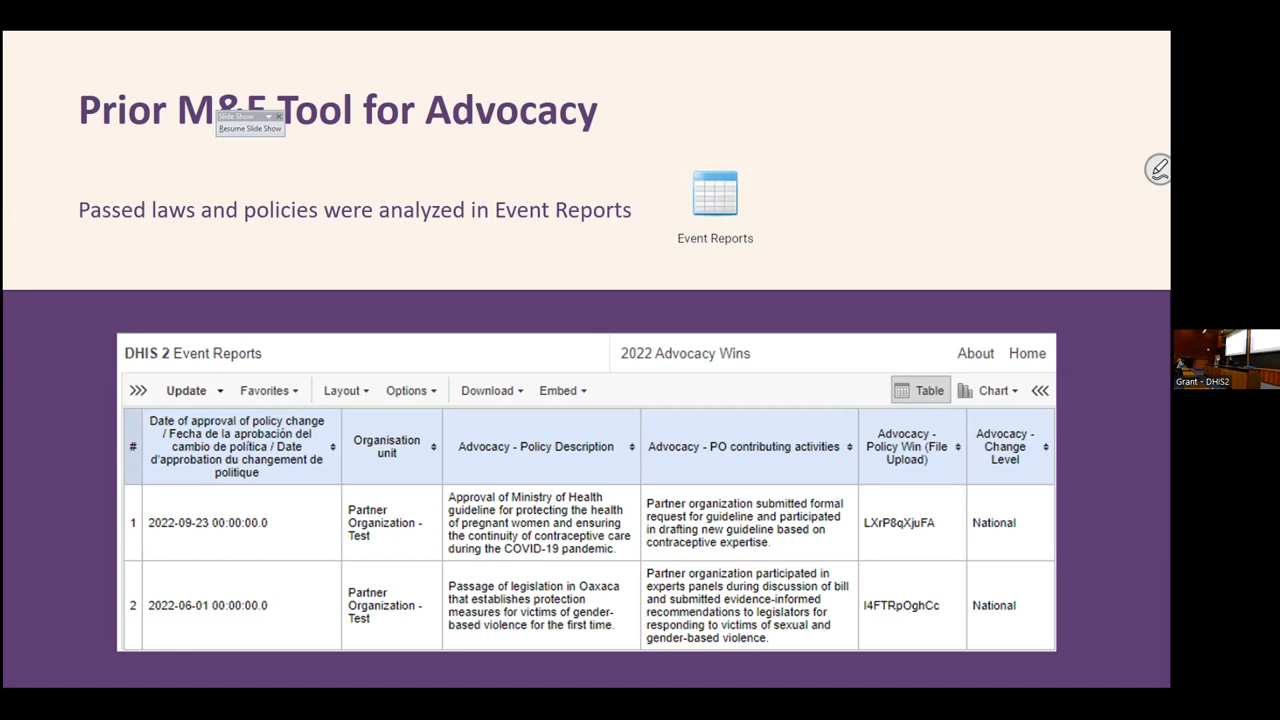 Prior M&E Tool for Advocacy
Slide Show
Resume Slide Show
Passed laws and policies were analyzed in Event Reports
Event Reports
Grant - DHIS2
DHIS 2 Event Reports
2022 Advocacy Wins
About Home
Update
Favorites
Layout
Options
Download
Embed
Table
Chart
#
Date of approval of policy change
/ Fecha de la aprobación del
cambio de política / Date
d'approbation du changement de
politique
Organisation
unit
Advocacy - Policy Description
Advocacy - PO contributing activities
Advocacy -
Policy Win (File
Upload)
Advocacy -
Change
Level
1
2022-09-23 00:00:00.0
Partner
Organization -
Test
Approval of Ministry of Health
guideline for protecting the health
of pregnant women and ensuring
the continuity of contraceptive care
during the COVID-19 pandemic.
Partner organization submitted formal
request for guideline and participated
in drafting new guideline based on
contraceptive expertise.
LXrP8qXjuFA
National
2
2022-06-01 00:00:00.0
Partner
Organization -
Test
Passage of legislation in Oaxaca
that establishes protection
measures for victims of gender-
based violence for the first time.
Partner organization participated in
experts panels during discussion of bill
and submitted evidence-informed
recommendations to legislators for
responding to victims of sexual and
gender-based violence.
I4FTRpOghCc
National